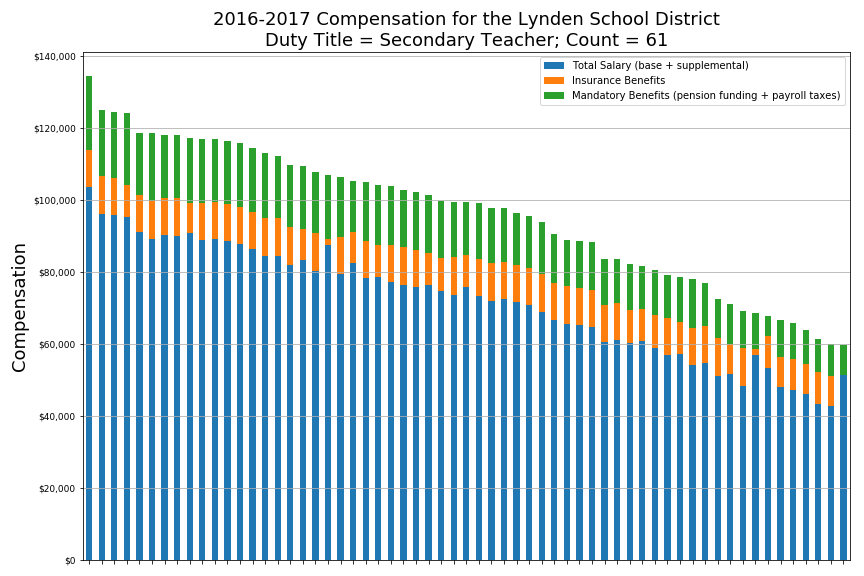 2016-2017 Compensation for the Lynden School District
Duty Title = Secondary Teacher; Count = 61
Total Salary (base + supplemental)
Insurance Benefits
Mandatory Benefits (pension funding + payroll taxes)
Compensation
$140,000
$120,000
$100,000
$80,000
$60,000
$40,000
$20,000
$0